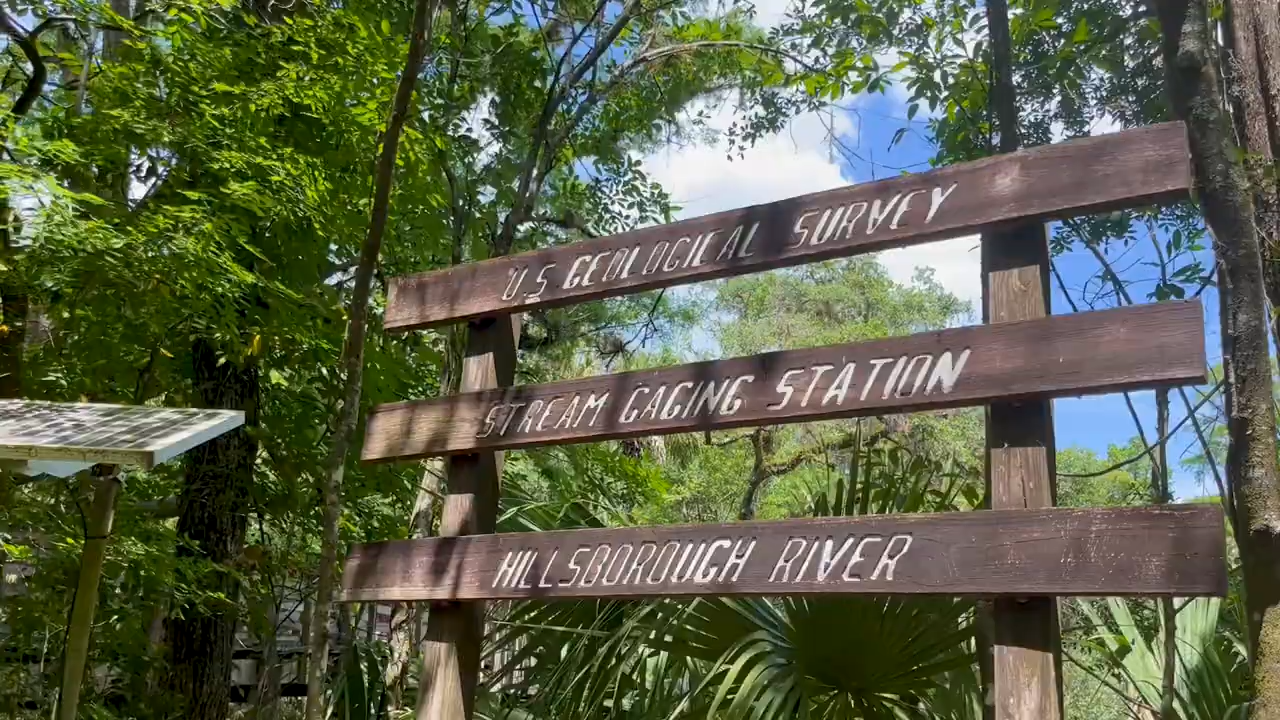 U.S GEOLOGICAL SURVEY
STREAM GAGING STATION
HILLSBOROUGH RIVER